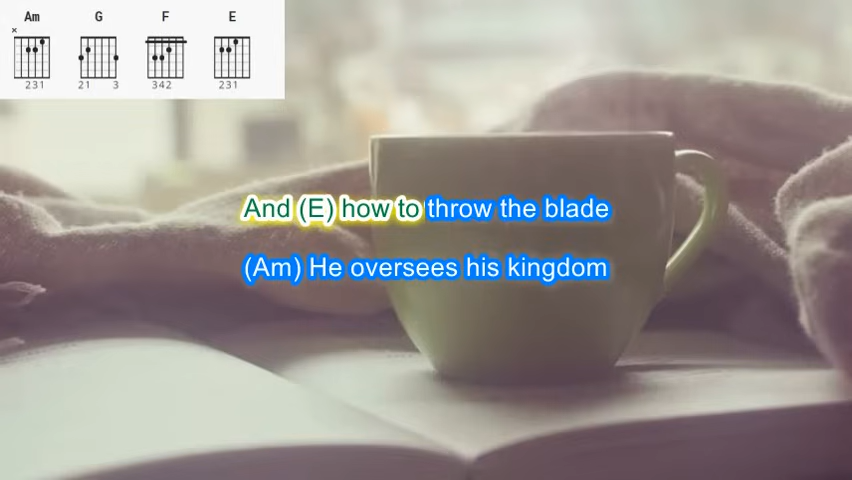 Am G F E
×
231 21 3 342 231
And (E) how to throw the blade
(Am) He oversees his kingdom